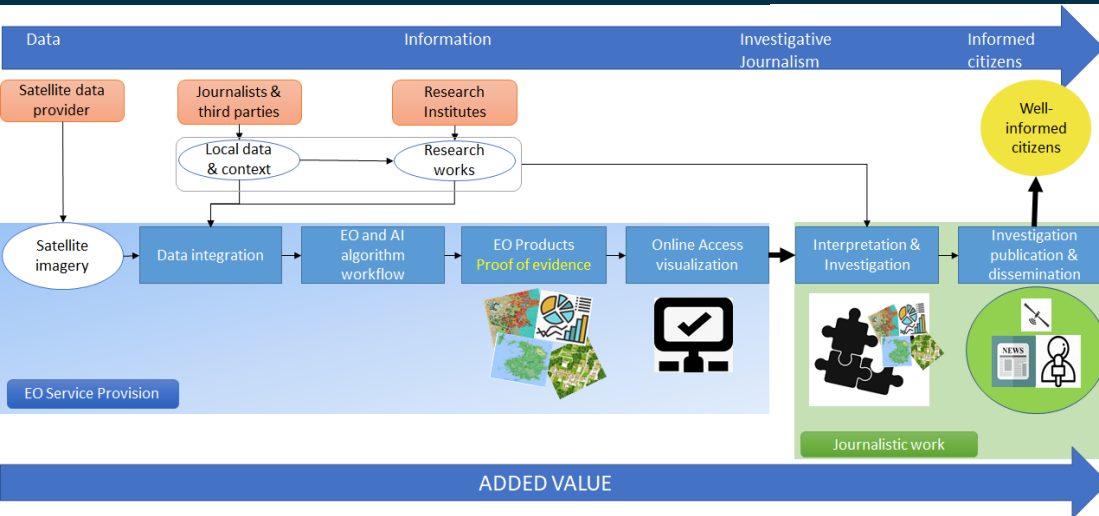 Data
Information
Investigative
Journalism
Informed
citizens
Satellite data
provider
Journalists &
third parties
Research
Institutes
Well-
informed
citizens
Local data
& context
Research
works
Satellite
imagery
Data integration
EO and AI
algorithm
workflow
EO Products
Proof of evidence
Online Access
visualization
Interpretation &
Investigation
Investigation
publication &
dissemination
NEWS
EO Service Provision
Journalistic work
ADDED VALUE